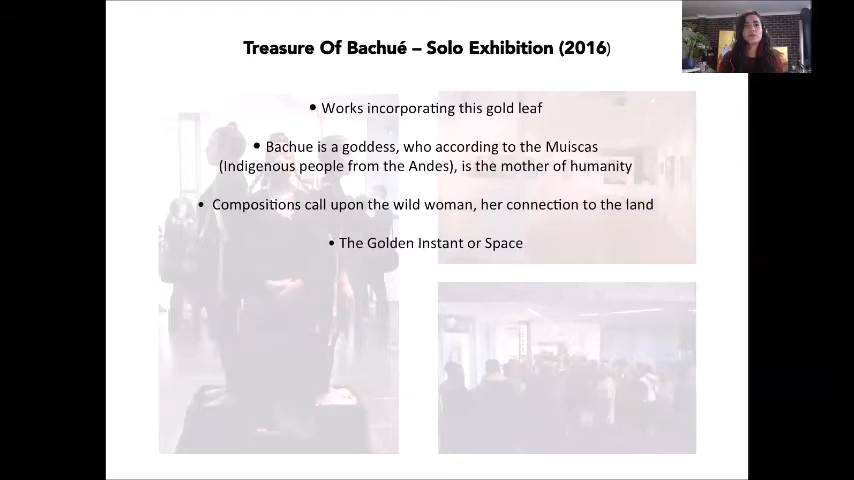 Treasure Of Bachué – Solo Exhibition (2016)
• Works incorporating this gold leaf
• Bachue is a goddess, who according to the Muiscas
(Indigenous people from the Andes), is the mother of humanity
• Compositions call upon the wild woman, her connection to the land
• The Golden Instant or Space